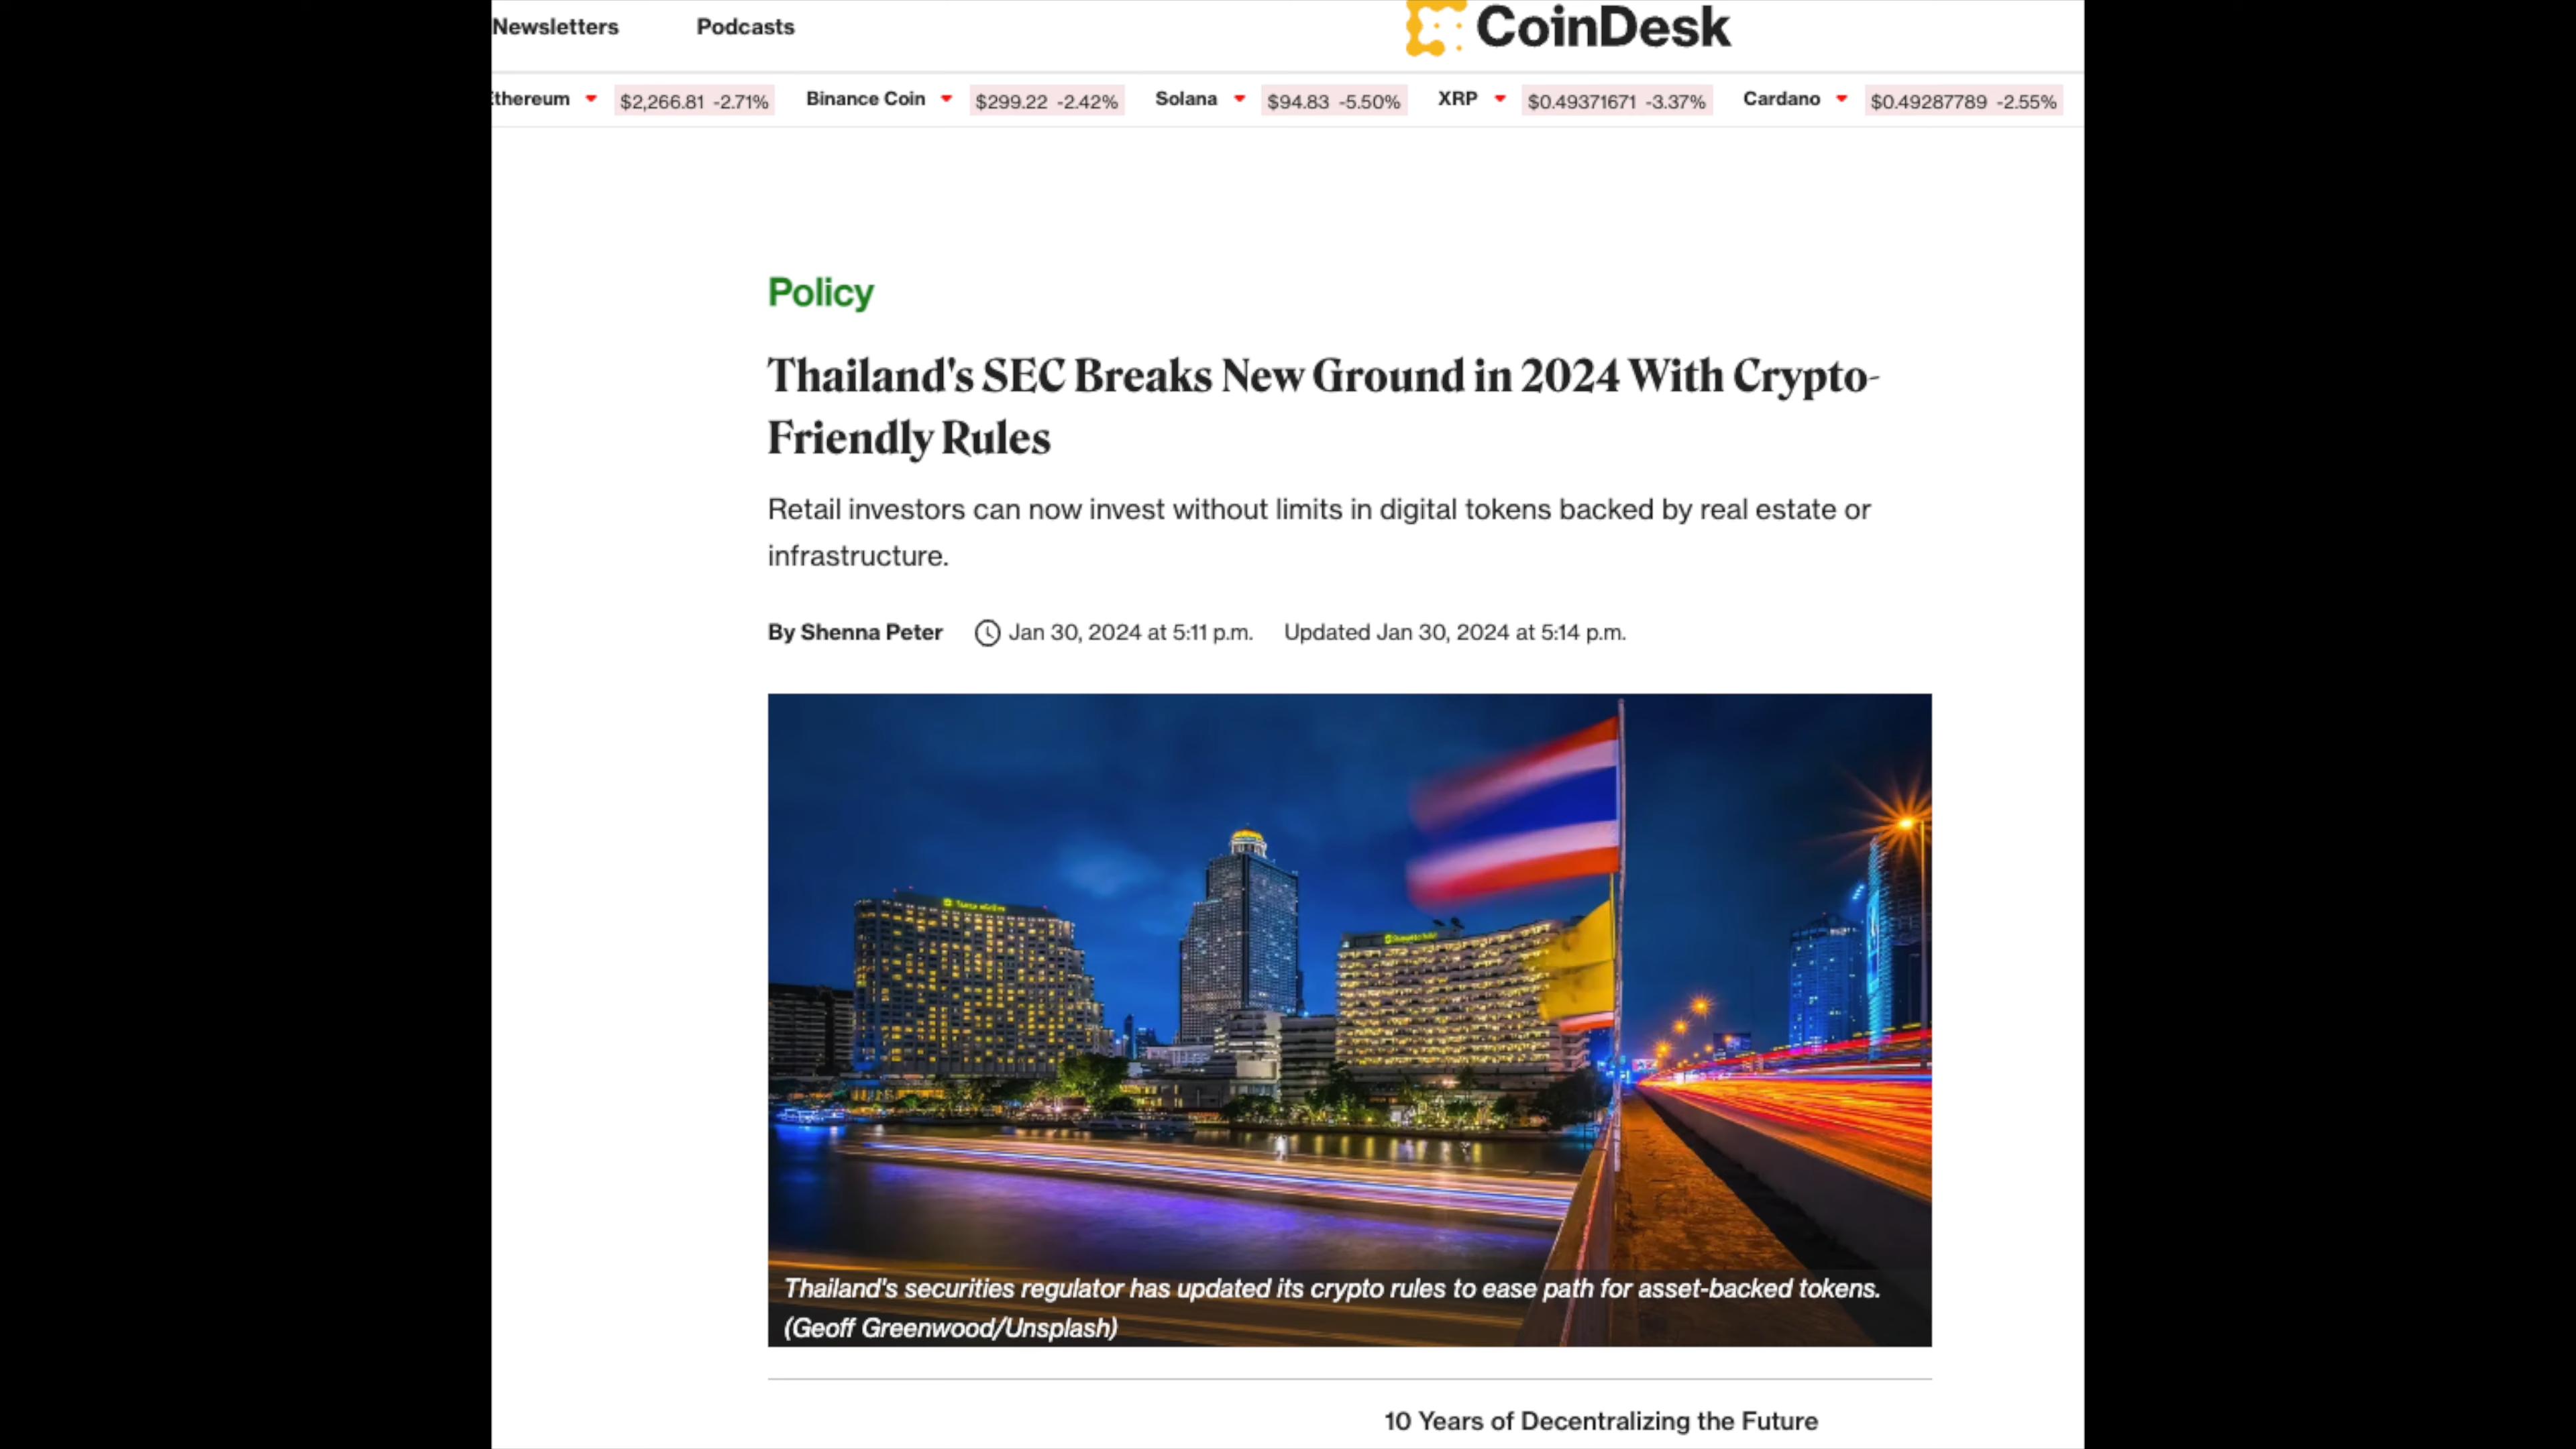 Newsletters Podcasts CoinDesk
thereum $2,266.81 -2.71% Binance Coin $299.22 -2.42% Solana $94.83 -5.50% XRP $0.49371671 -3.37% Cardano $0.49287789 -2.55%
Policy
Thailand's SEC Breaks New Ground in 2024 With Crypto-
Friendly Rules
Retail investors can now invest without limits in digital tokens backed by real estate or
infrastructure.
By Shenna Peter Jan 30, 2024 at 5:11 p.m. Updated Jan 30, 2024 at 5:14 p.m.
Thailand's securities regulator has updated its crypto rules to ease path for asset-backed tokens.
(Geoff Greenwood/Unsplash)
10 Years of Decentralizing the Future